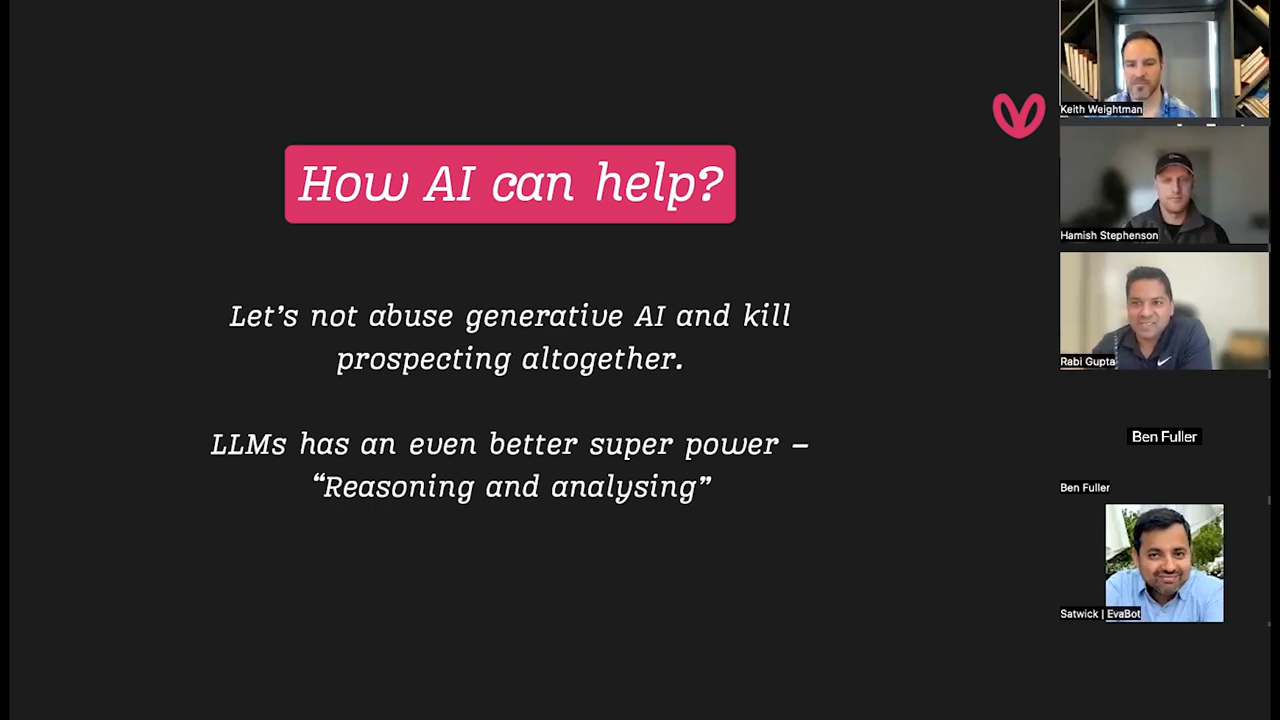 How AI can help?
Let's not abuse generative AI and kill
prospecting altogether.
LLMs has an even better super power –
“Reasoning and analysing”
Keith Weightman
Hamish Stephenson
Rabi Gupta
Ben Fuller
Ben Fuller
Satwick | EvaBot